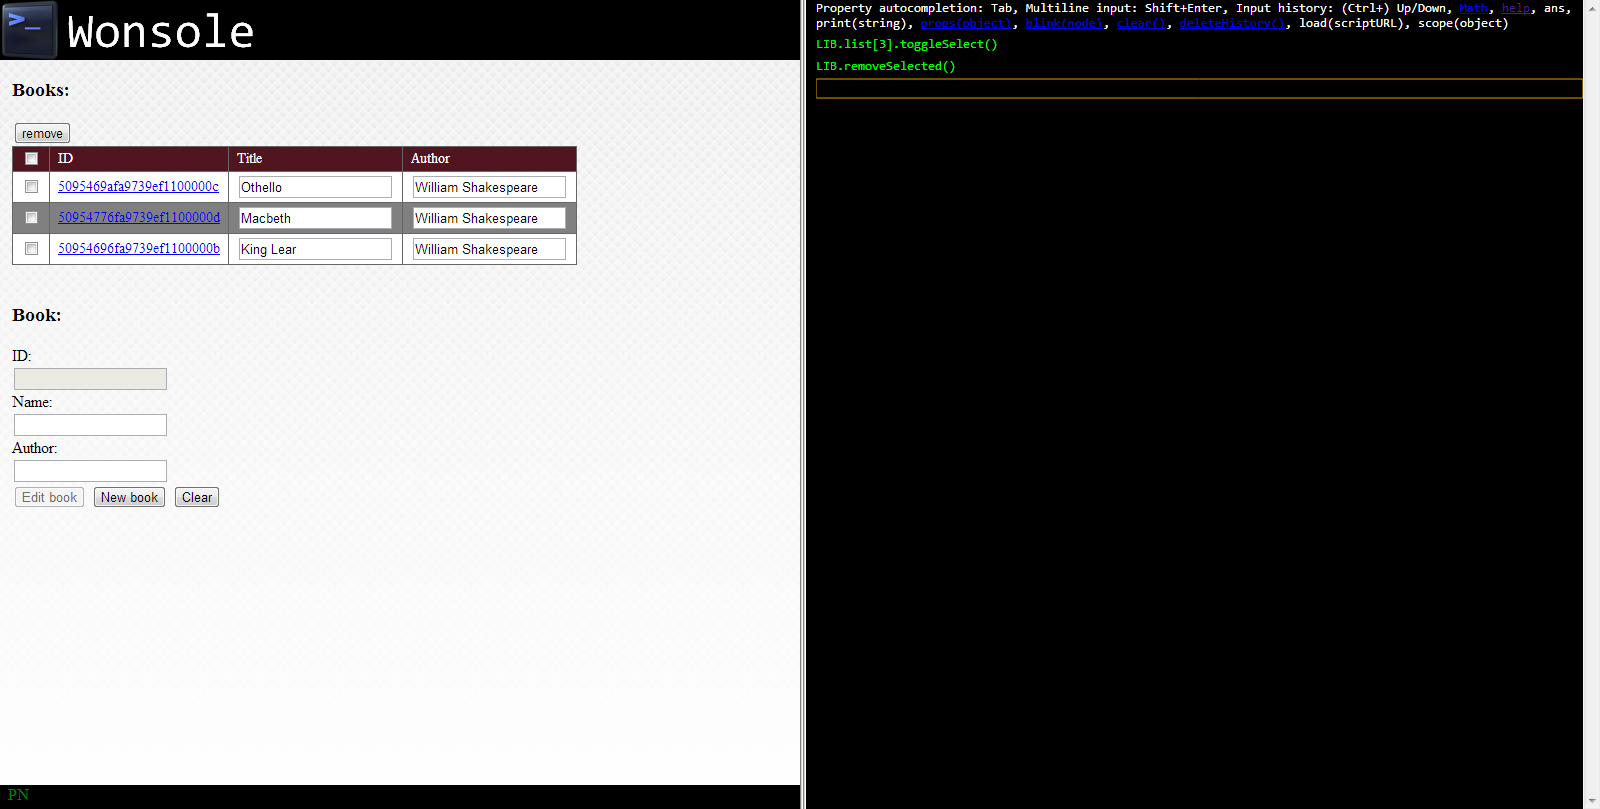 >_ Wonsole
Books:
remove
ID Title Author
5095469afa9739ef1100000c Othello William Shakespeare
50954776fa9739ef1100000d Macbeth William Shakespeare
50954696fa9739ef1100000b King Lear William Shakespeare
Book:
ID:
Name:
Author:
Edit book New book Clear
PN
Property autocompletion: Tab, Multiline input: Shift+Enter, Input history: (Ctrl+) Up/Down, Math, help, ans,
print(string), props(object), blink(node), clear(), deleteHistory(), load(scriptURL), scope(object)
LIB.list[3].toggleSelect()
LIB.removeSelected()